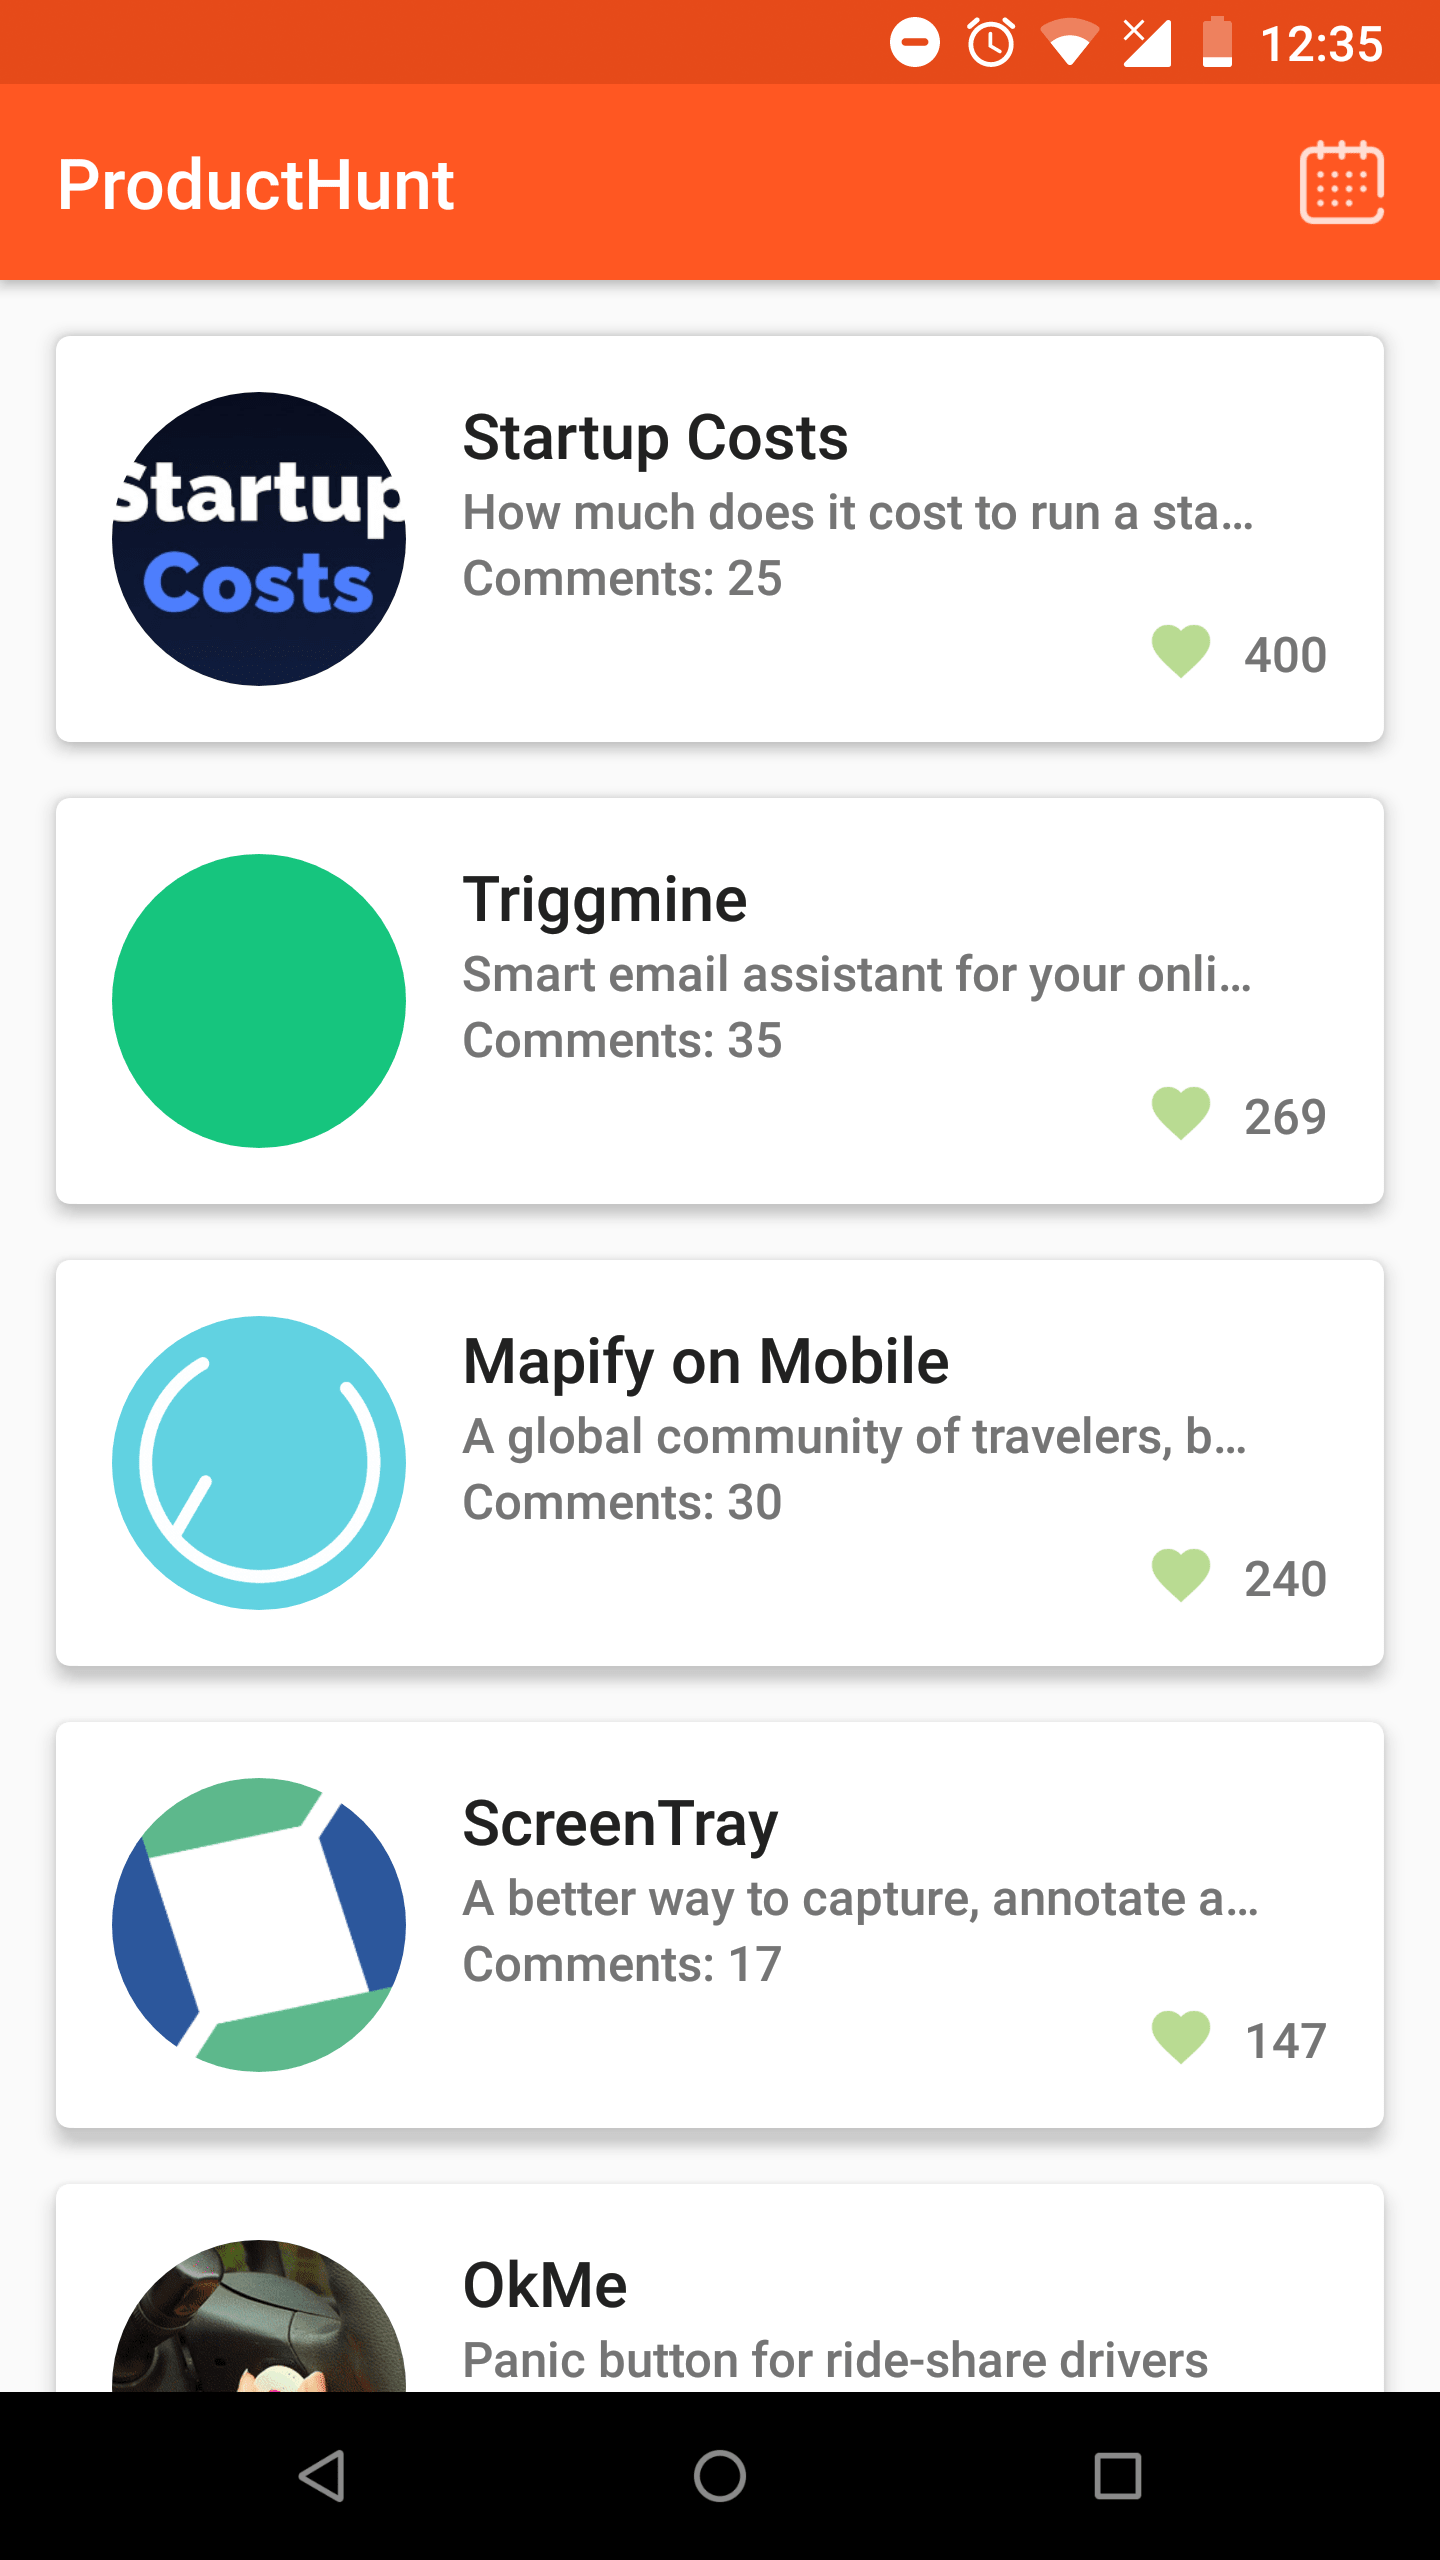 12:35
ProductHunt
Startup
Costs
Startup Costs
How much does it cost to run a sta...
Comments: 25
400
Triggmine
Smart email assistant for your onli...
Comments: 35
269
Mapify on Mobile
A global community of travelers, b...
Comments: 30
240
ScreenTray
A better way to capture, annotate a...
Comments: 17
147
OkMe
Panic button for ride-share drivers